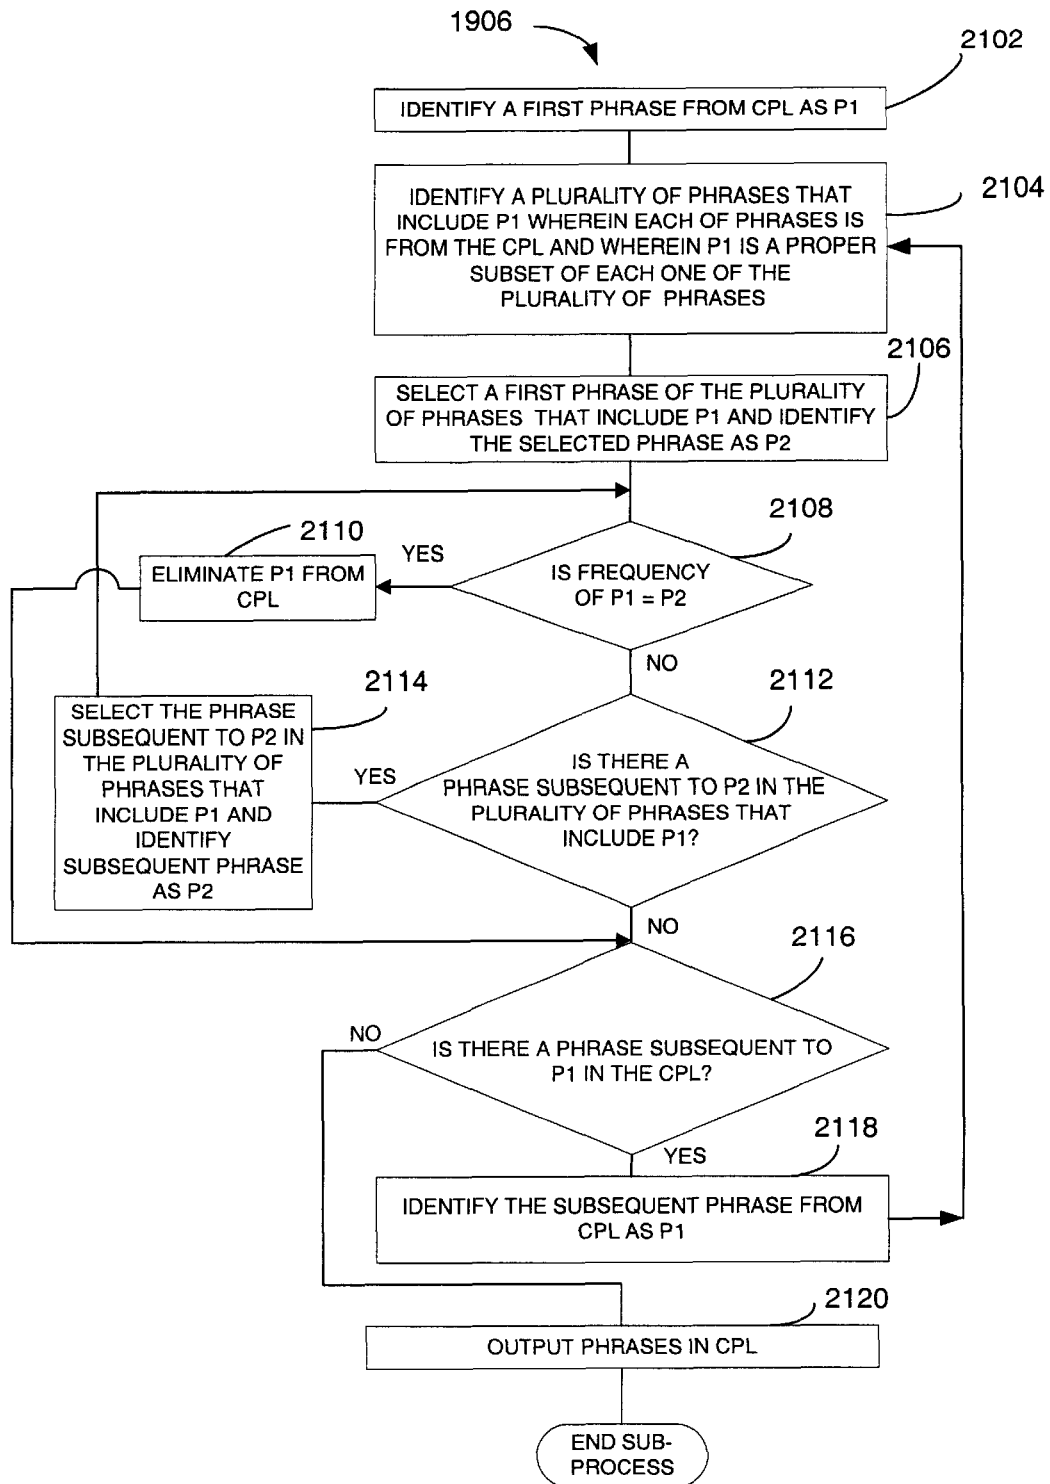 1906
2102
IDENTIFY A FIRST PHRASE FROM CPL AS P1
2104
IDENTIFY A PLURALITY OF PHRASES THAT
INCLUDE P1 WHEREIN EACH OF PHRASES IS
FROM THE CPL AND WHEREIN P1 IS A PROPER
SUBSET OF EACH ONE OF THE
PLURALITY OF PHRASES
2106
SELECT A FIRST PHRASE OF THE PLURALITY
OF PHRASES THAT INCLUDE P1 AND IDENTIFY
THE SELECTED PHRASE AS P2
2108
2110
YES
ELIMINATE P1 FROM
CPL
IS FREQUENCY
OF P1 = P2
NO
2114
2112
SELECT THE PHRASE
SUBSEQUENT TO P2 IN
THE PLURALITY OF
PHRASES THAT
INCLUDE P1 AND
IDENTIFY
SUBSEQUENT PHRASE
AS P2
YES
IS THERE A
PHRASE SUBSEQUENT TO P2 IN THE
PLURALITY OF PHRASES THAT
INCLUDE P1?
NO
2116
NO
IS THERE A PHRASE SUBSEQUENT TO
P1 IN THE CPL?
2118
YES
IDENTIFY THE SUBSEQUENT PHRASE FROM
CPL AS P1
2120
OUTPUT PHRASES IN CPL
END SUB-
PROCESS